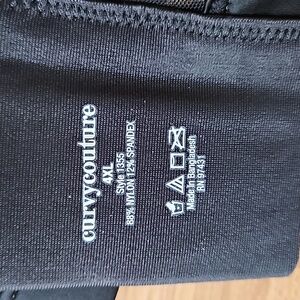 curvycouture
4XL
Style 1355
88% NYLON 12% SPANDEX
Made in Bangladesh
RN 97431